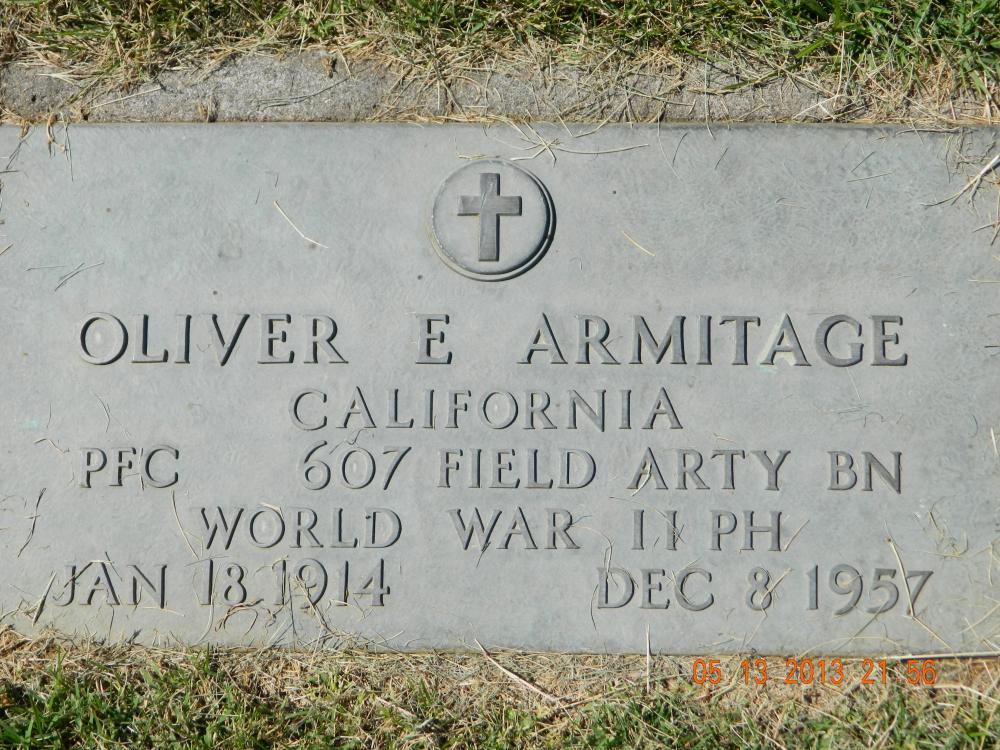 OLIVER E ARMITAGE
CALIFORNIA
PFC 607 FIELD ARTY BN
WORLD WAR II PH
JAN 18 1914 DEC 8 1957
05 13 2013 21:56